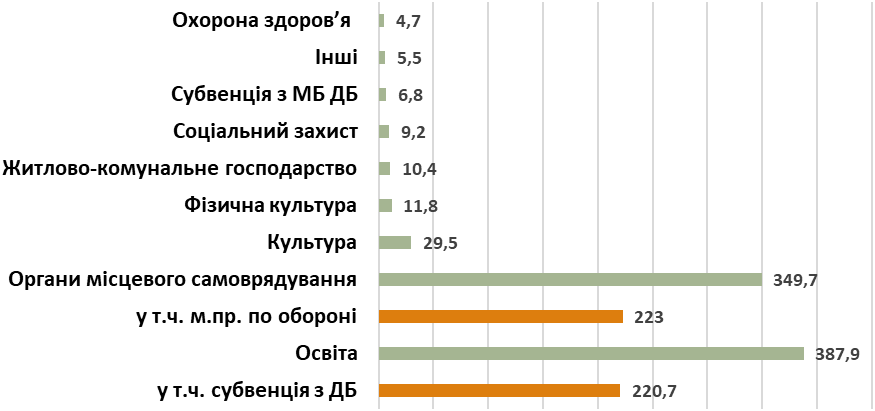 Охорона здоров’я 4,7
Інші 5,5
Субвенція з МБ ДБ 6,8
Соціальний захист 9,2
Житлово-комунальне господарство 10,4
Фізична культура 11,8
Культура 29,5
Органи місцевого самоврядування 349,7
у т.ч. м.пр. по обороні 223
Освіта 387,9
у т.ч. субвенція з ДБ 220,7